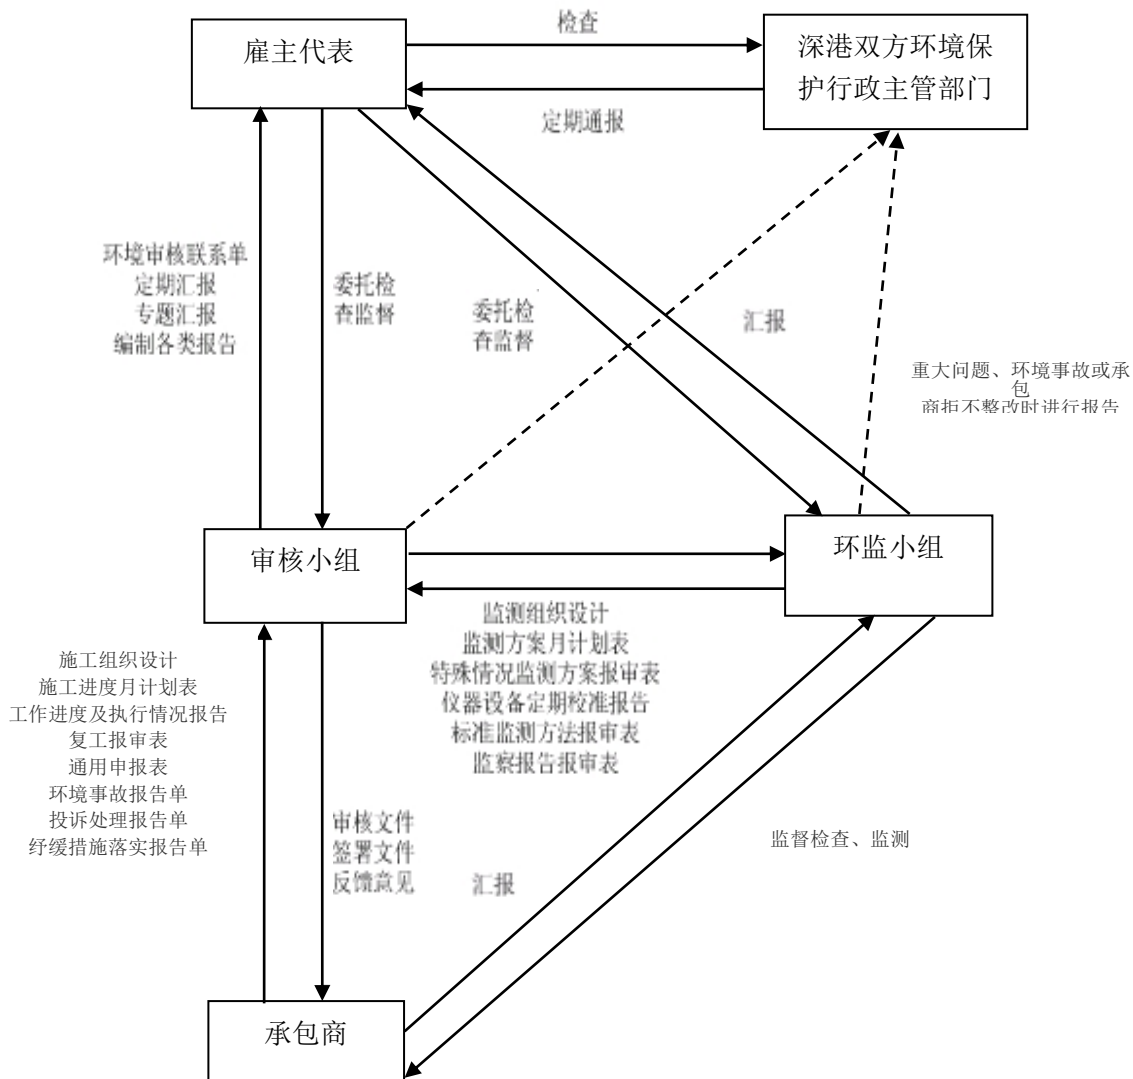 检查
雇主代表
深港双方环境保
护行政主管部门
定期通报
环境审核联系单
定期汇报
专题汇报
编制各类报告
委托检
查监督
委托检
查监督
汇报
重大问题、环境事故或承
包
商拒不整改时进行报告
审核小组
环监小组
监测组织设计
监测方案月计划表
特殊情况监测方案报审表
仪器设备定期校准报告
标准监测方法报审表
监察报告报审表
施工组织设计
施工进度月计划表
工作进度及执行情况报告
复工报审表
通用申报表
环境事故报告单
投诉处理报告单
纾缓措施落实报告单
审核文件
签署文件
反馈意见
汇报
监督检查、监测
承包商